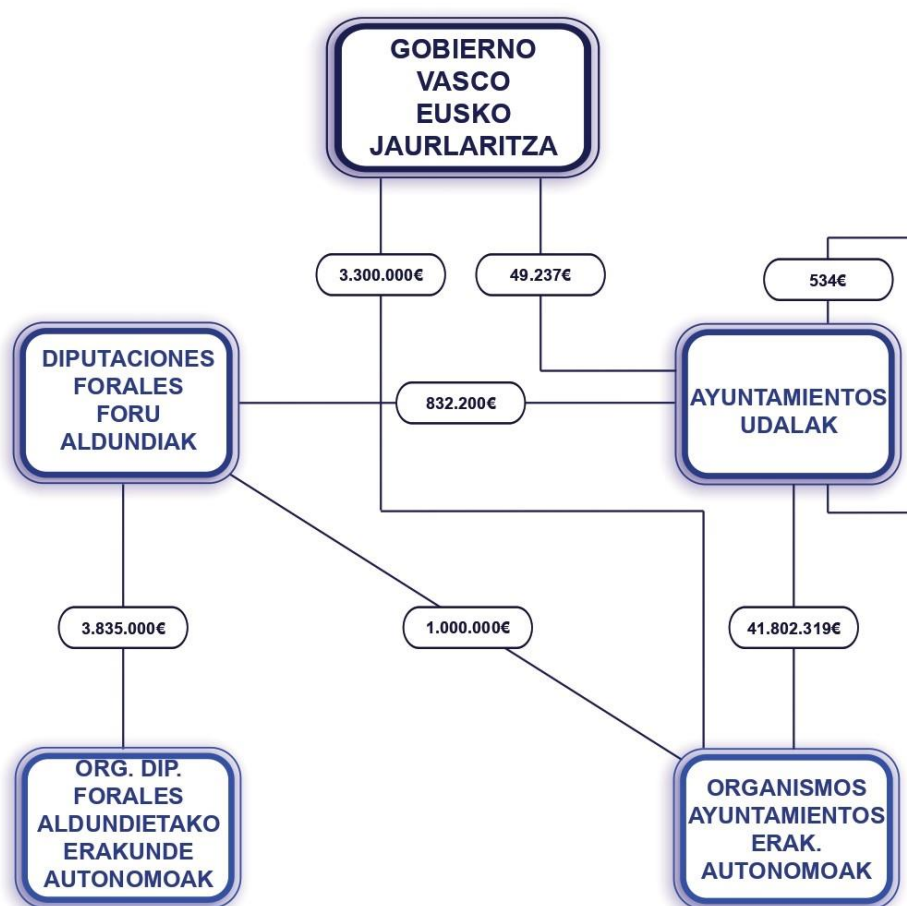 GOBIERNO
VASCO
EUSKO
JAURLARITZA
3.300.000€
49.237€
534€
DIPUTACIONES
FORALES
FORU
ALDUNDIAK
832.200€
AYUNTAMIENTOS
UDALAK
3.835.000€
1.000.000€
41.802.319€
ORG. DIP.
FORALES
ALDUNDIETAKO
ERAKUNDE
AUTONOMOAK
ORGANISMOS
AYUNTAMIENTOS
ERAK.
AUTONOMOAK